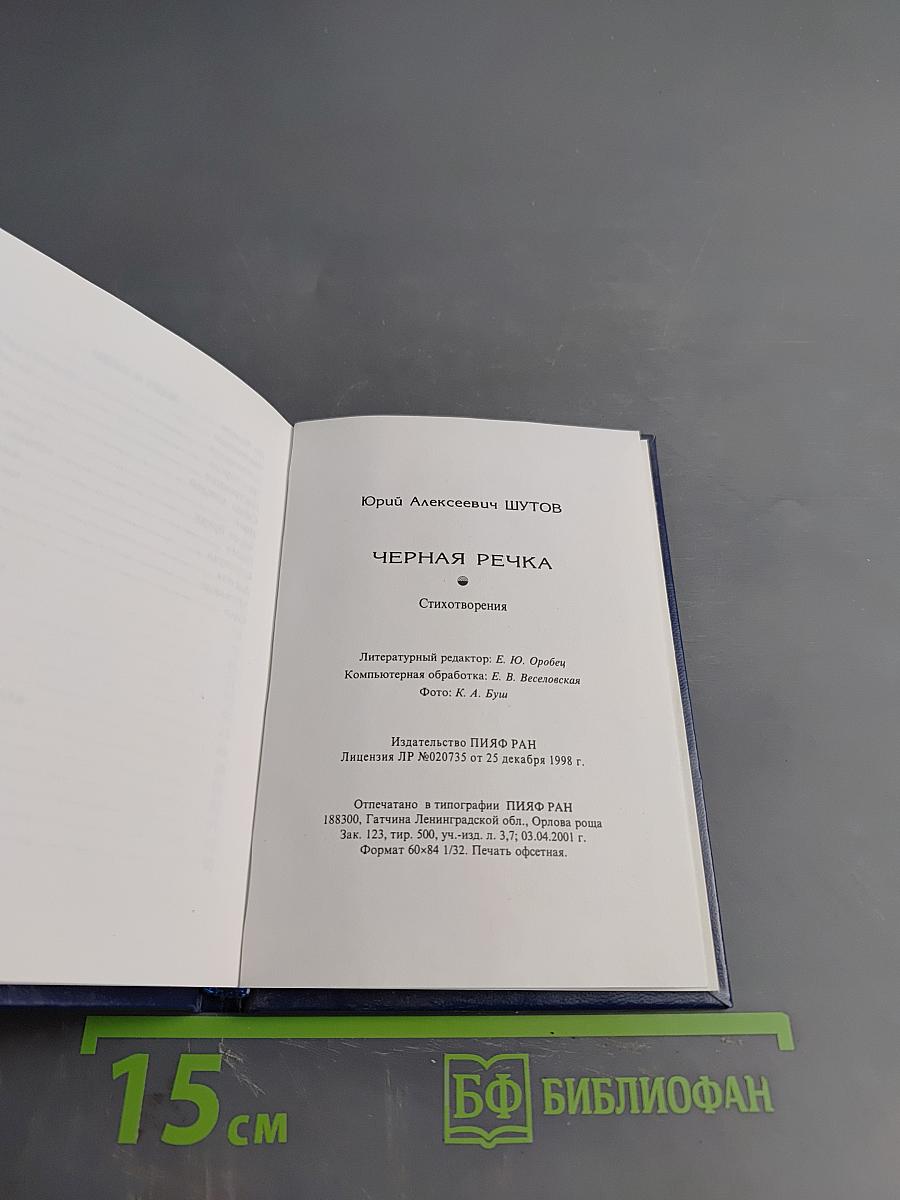 Юрий Алексеевич ШУТОВ
ЧЕРНАЯ РЕЧКА
Стихотворения
Литературный редактор: Е. Ю. Оробец
Компьютерная обработка: Е. В. Веселовская
Фото: К. А. Буш
Издательство ПИЯФ РАН
Лицензия ЛР №020735 от 25 декабря 1998 г.
Отпечатано в типографии ПИЯФ РАН
188300, Гатчина Ленинградской обл., Орлова роща
Зак. 123, тир. 500, уч.-изд. л. 3,7; 03.04.2001 г.
Формат 60×84 1/32. Печать офсетная.
15 см
БФ БИБЛИОФАН